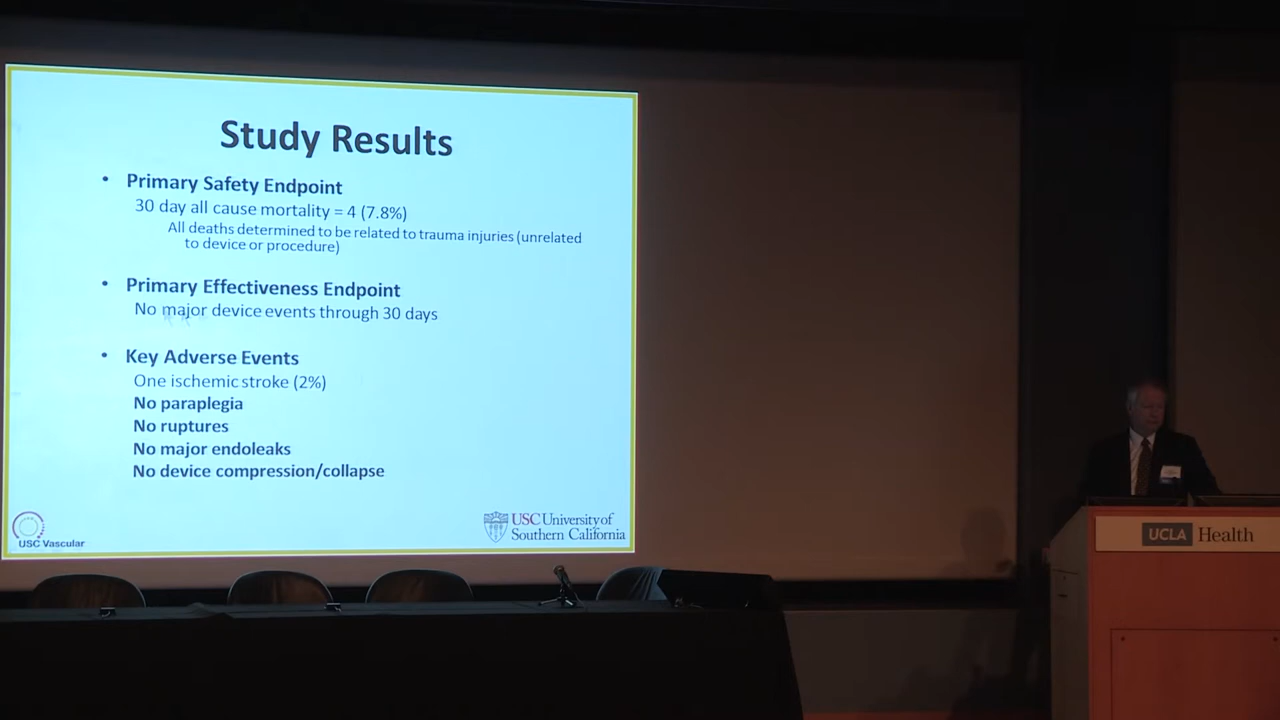 Study Results
• Primary Safety Endpoint
30 day all cause mortality = 4 (7.8%)
All deaths determined to be related to trauma injuries (unrelated
to device or procedure)
• Primary Effectiveness Endpoint
No major device events through 30 days
• Key Adverse Events
One ischemic stroke (2%)
No paraplegia
No ruptures
No major endoleaks
No device compression/collapse
USC Vascular
USC University of
Southern California
UCLA Health